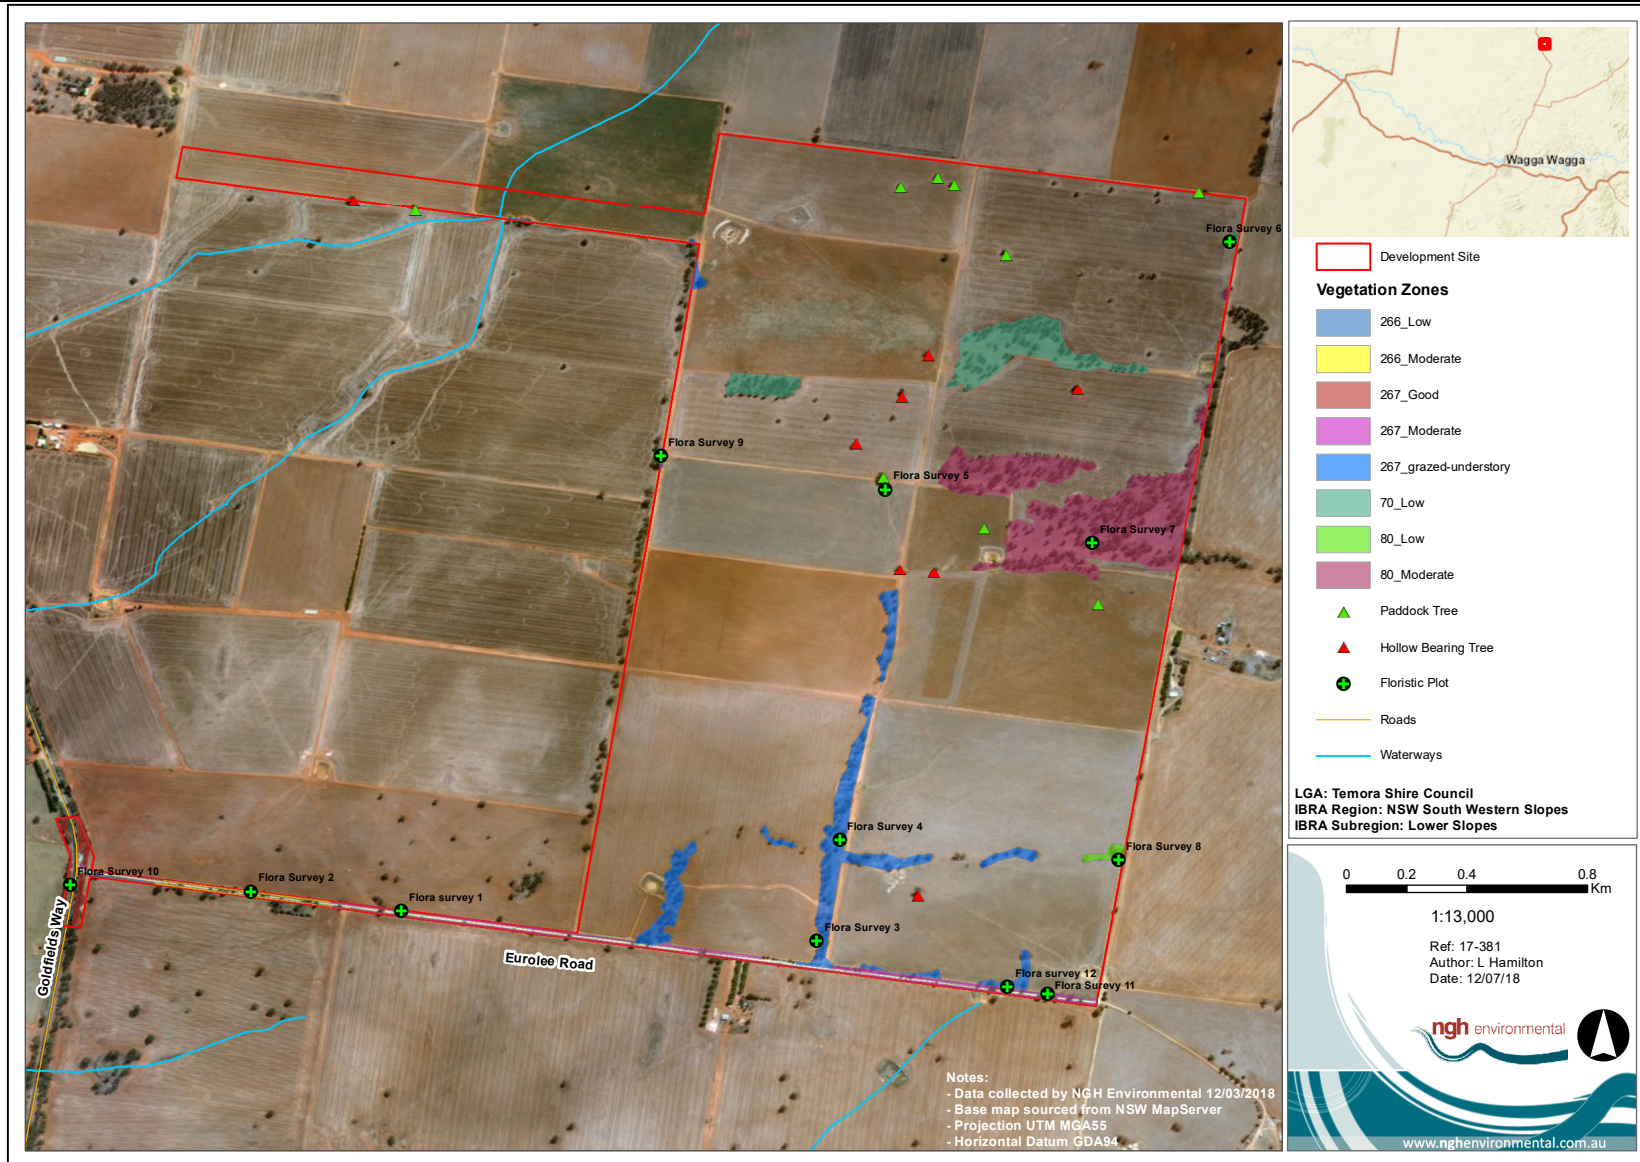 Wagga Wagga
Flora Survey 6
Flora Survey 9
Flora Survey 5
Flora Survey 7
Flora Survey 4
Flora Survey 8
Flora Survey 10
Flora Survey 2
Flora survey 1
Flora Survey 3
Flora survey 12
Flora Surevy 11
Goldfields Way
Eurolee Road
Notes:
- Data collected by NGH Environmental 12/03/2018
- Base map sourced from NSW MapServer
- Projection UTM MGA55
- Horizontal Datum GDA94
Development Site
Vegetation Zones
266_Low
266_Moderate
267_Good
267_Moderate
267_grazed-understory
70_Low
80_Low
80_Moderate
Paddock Tree
Hollow Bearing Tree
Floristic Plot
Roads
Waterways
LGA: Temora Shire Council
IBRA Region: NSW South Western Slopes
IBRA Subregion: Lower Slopes
0 0.2 0.4 0.8
Km
1:13,000
Ref: 17-381
Author: L Hamilton
Date: 12/07/18
ngh environmental
www.nghenvironmental.com.au